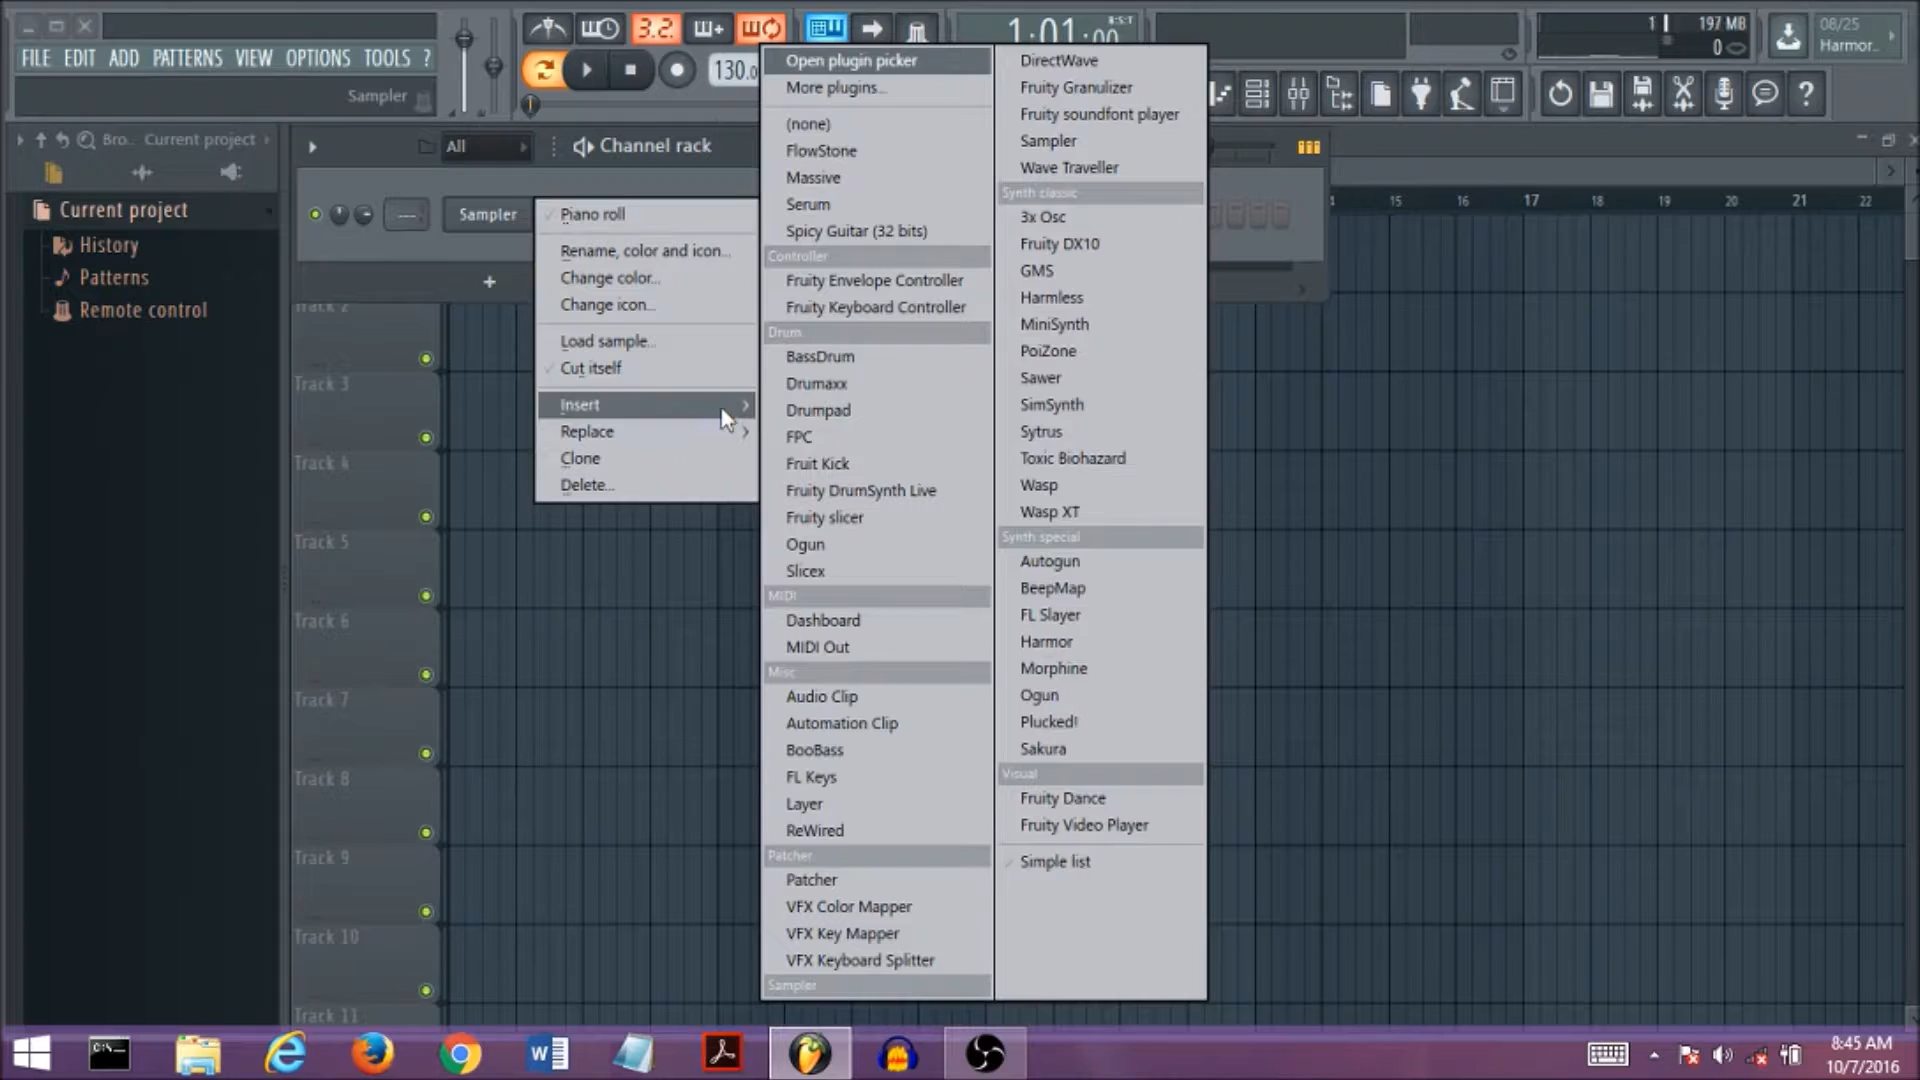 FILE EDIT ADD PATTERNS VIEW OPTIONS TOOLS ?
Sampler
3.2.
130.0
1:01:00
B:S:T
1
197 MB
0
08/25
Harmor..
Bro.. Current project
All
Channel rack
Current project
History
Patterns
Remote control
Sampler
+
Piano roll
Rename, color and icon...
Change color...
Change icon...
Load sample...
Cut itself
Insert
Replace
Clone
Delete...
Open plugin picker
More plugins...
(none)
FlowStone
Massive
Serum
Spicy Guitar (32 bits)
Controller
Fruity Envelope Controller
Fruity Keyboard Controller
Drum
BassDrum
Drumaxx
Drumpad
FPC
Fruit Kick
Fruity DrumSynth Live
Fruity slicer
Ogun
Slicex
MIDI
Dashboard
MIDI Out
Misc
Audio Clip
Automation Clip
BooBass
FL Keys
Layer
ReWired
Patcher
Patcher
VFX Color Mapper
VFX Key Mapper
VFX Keyboard Splitter
Sampler
DirectWave
Fruity Granulizer
Fruity soundfont player
Sampler
Wave Traveller
Synth classic
3x Osc
Fruity DX10
GMS
Harmless
MiniSynth
PoiZone
Sawer
SimSynth
Sytrus
Toxic Biohazard
Wasp
Wasp XT
Synth special
Autogun
BeepMap
FL Slayer
Harmor
Morphine
Ogun
Plucked!
Sakura
Visual
Fruity Dance
Fruity Video Player
Simple list
15 16 17 18 19 20 21 22
Track 2
Track 3
Track 4
Track 5
Track 6
Track 7
Track 8
Track 9
Track 10
Track 11
8:45 AM
10/7/2016